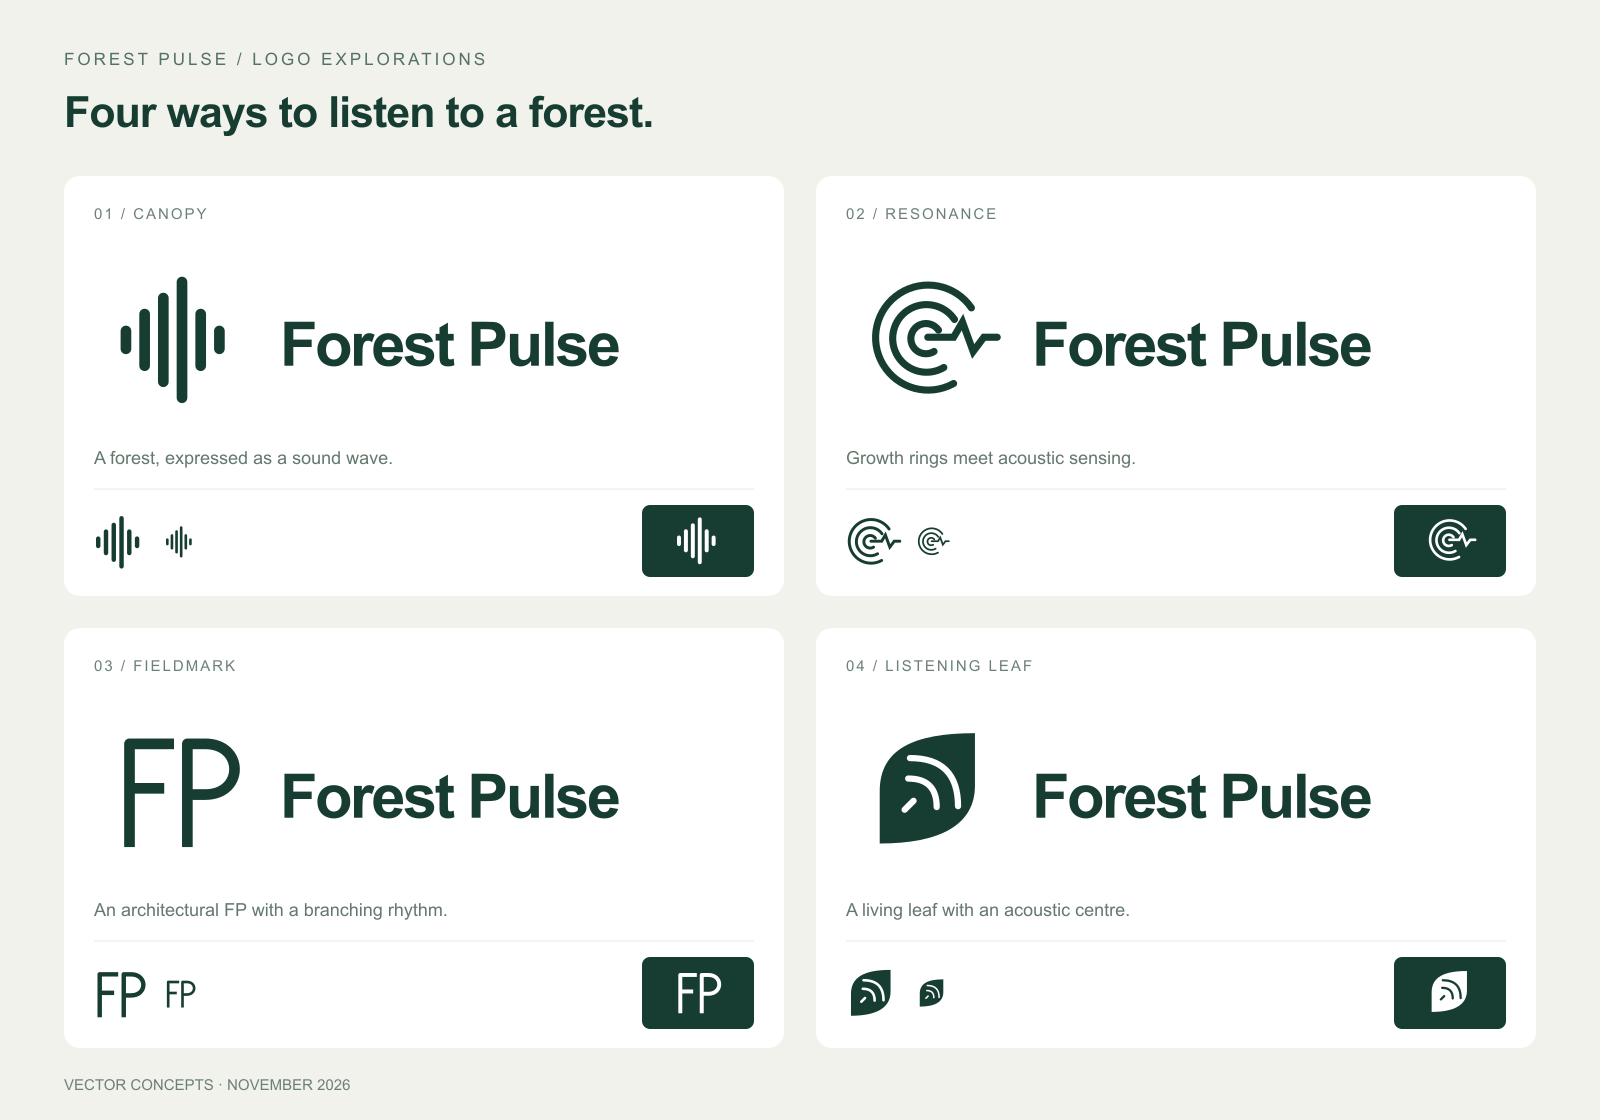 FOREST PULSE / LOGO EXPLORATIONS
Four ways to listen to a forest.
01 / CANOPY
Forest Pulse
A forest, expressed as a sound wave.
02 / RESONANCE
Forest Pulse
Growth rings meet acoustic sensing.
03 / FIELDMARK
FP
Forest Pulse
An architectural FP with a branching rhythm.
FP
FP
FP
04 / LISTENING LEAF
Forest Pulse
A living leaf with an acoustic centre.
VECTOR CONCEPTS · NOVEMBER 2026